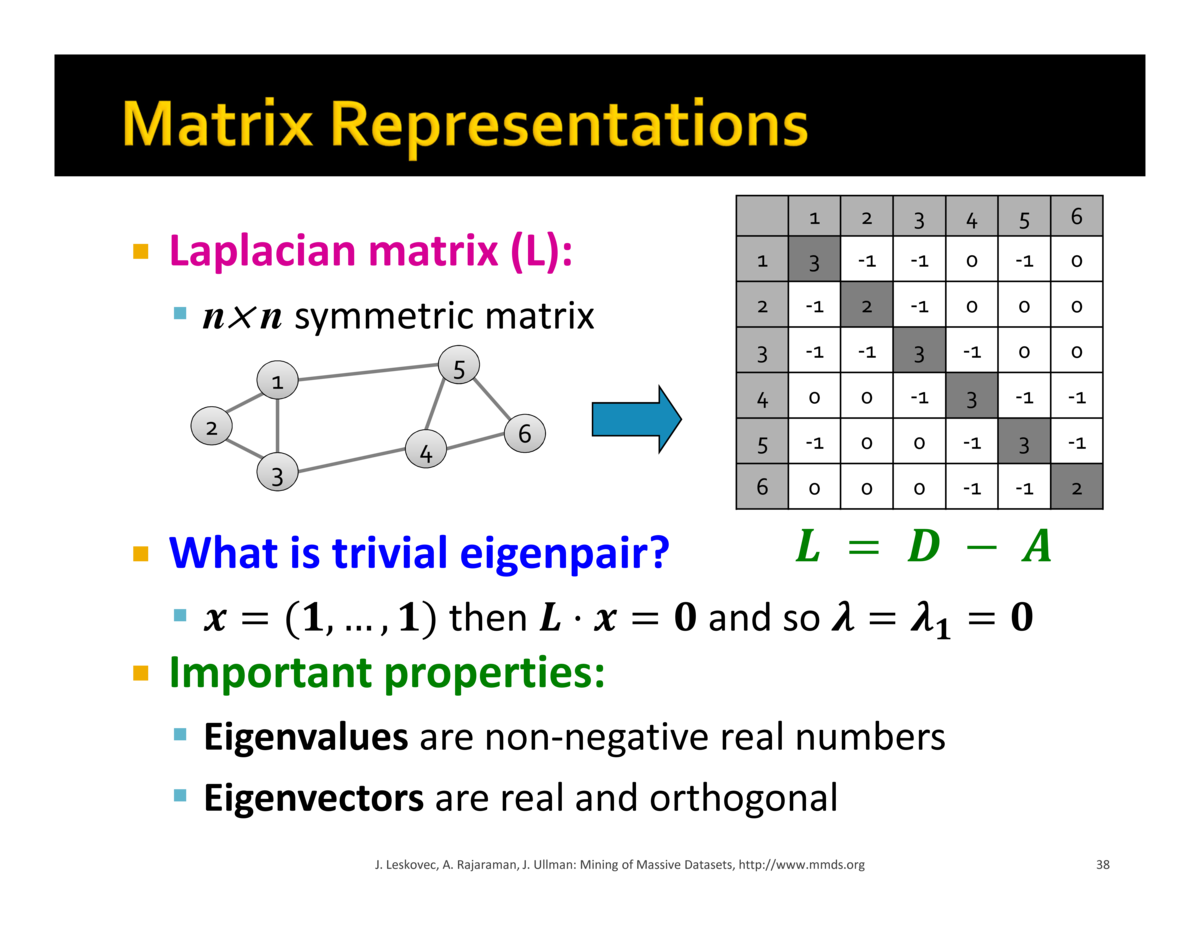 Matrix Representations
Laplacian matrix (L):
n×n symmetric matrix
1
2
3
4
5
6
1 2 3 4 5 6
1 3 -1 -1 0 -1 0
2 -1 2 -1 0 0 0
3 -1 -1 3 -1 0 0
4 0 0 -1 3 -1 -1
5 -1 0 0 -1 3 -1
6 0 0 0 -1 -1 2
L = D − A
What is trivial eigenpair?
x = (1, … , 1) then L · x = 0 and so λ = λ₁ = 0
Important properties:
Eigenvalues are non-negative real numbers
Eigenvectors are real and orthogonal
J. Leskovec, A. Rajaraman, J. Ullman: Mining of Massive Datasets, http://www.mmds.org
38